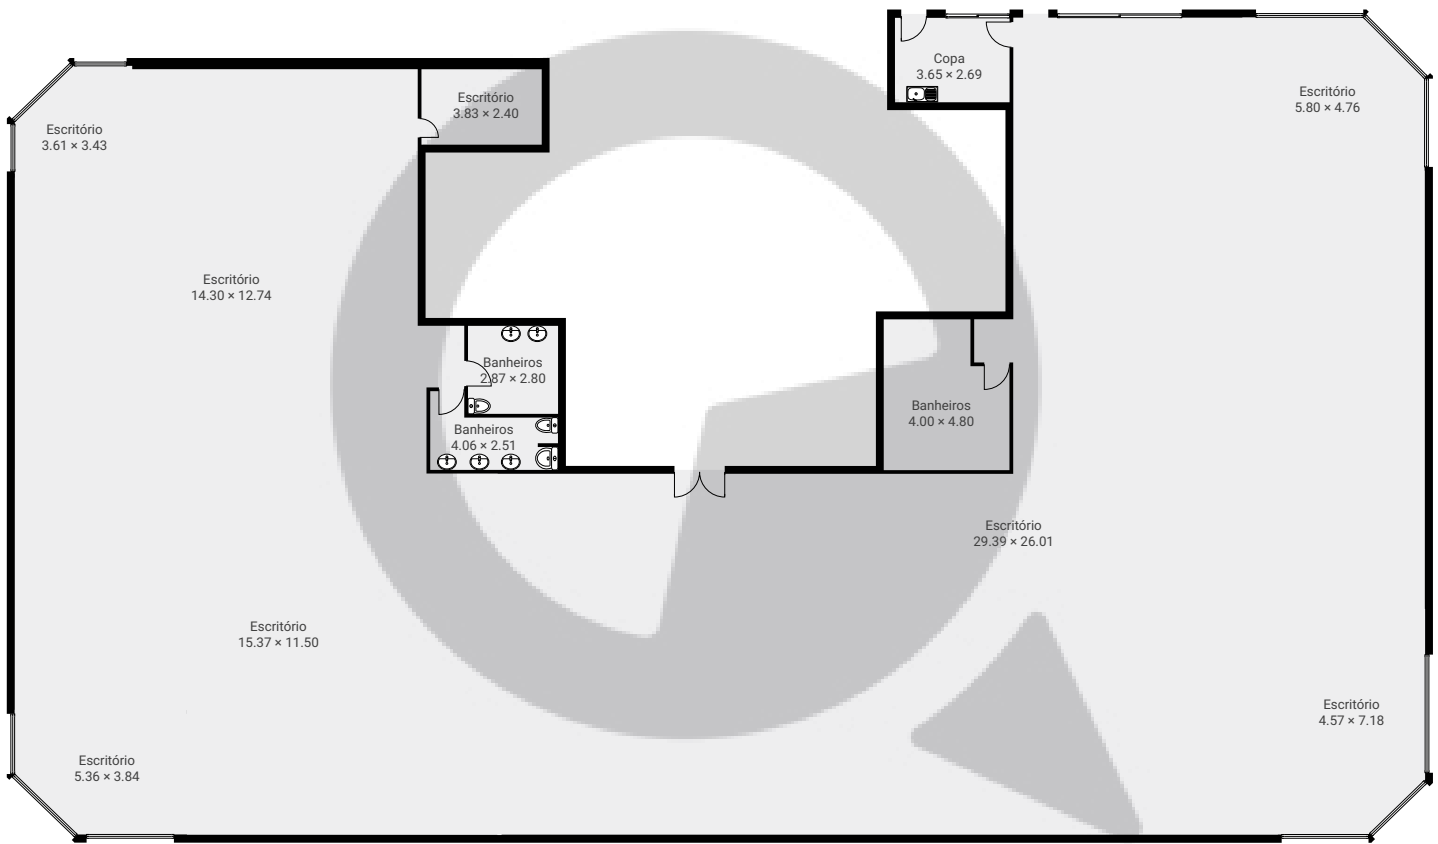 Copa
3.65 × 2.69
Escritório
3.83 × 2.40
Escritório
5.80 × 4.76
Escritório
3.61 × 3.43
Escritório
14.30 × 12.74
Banheiros
2.87 × 2.80
Banheiros
4.00 × 4.80
Banheiros
4.06 × 2.51
Escritório
29.39 × 26.01
Escritório
15.37 × 11.50
Escritório
4.57 × 7.18
Escritório
5.36 × 3.84